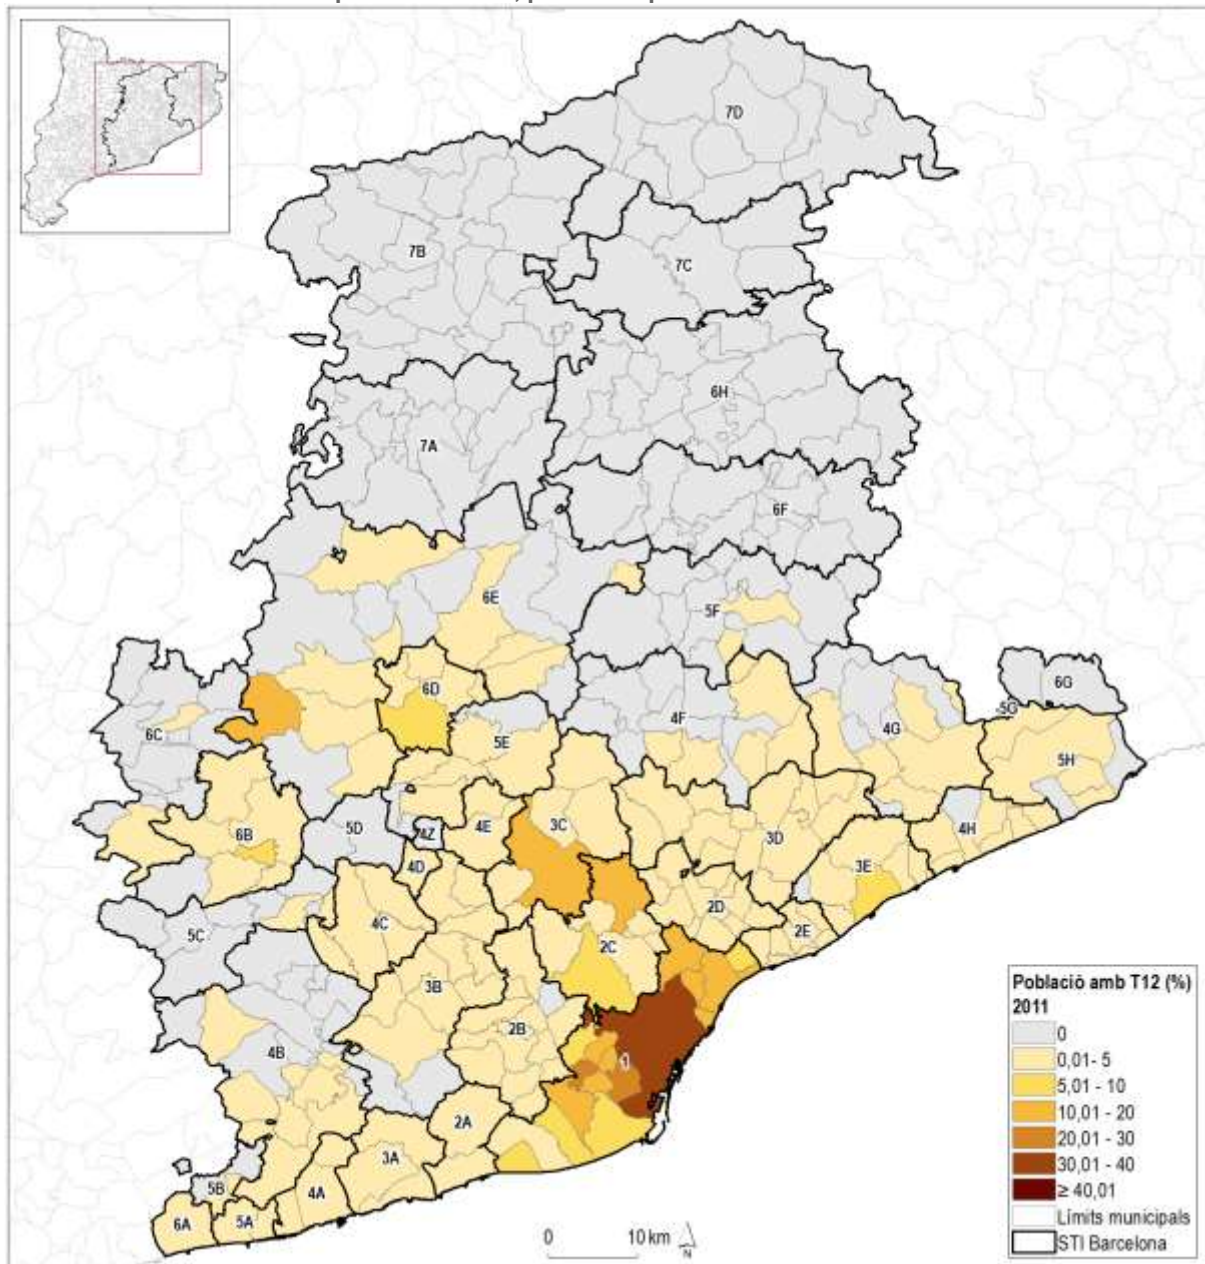 7D
7B
7C
6H
7A
6F
6E
5F
6D
6G
5G
6C
4F
4G
5E
5H
6B
5D
4Z
4E
3C
3D
4H
4D
3E
4C
2D
2E
5C
2C
3B
2B
4B
1
2A
3A
5B
4A
6A
5A
0 10 km
N
Població amb T12 (%)
2011
0
0,01- 5
5,01 - 10
10,01 - 20
20,01 - 30
30,01 - 40
≥ 40,01
Límits municipals
STI Barcelona